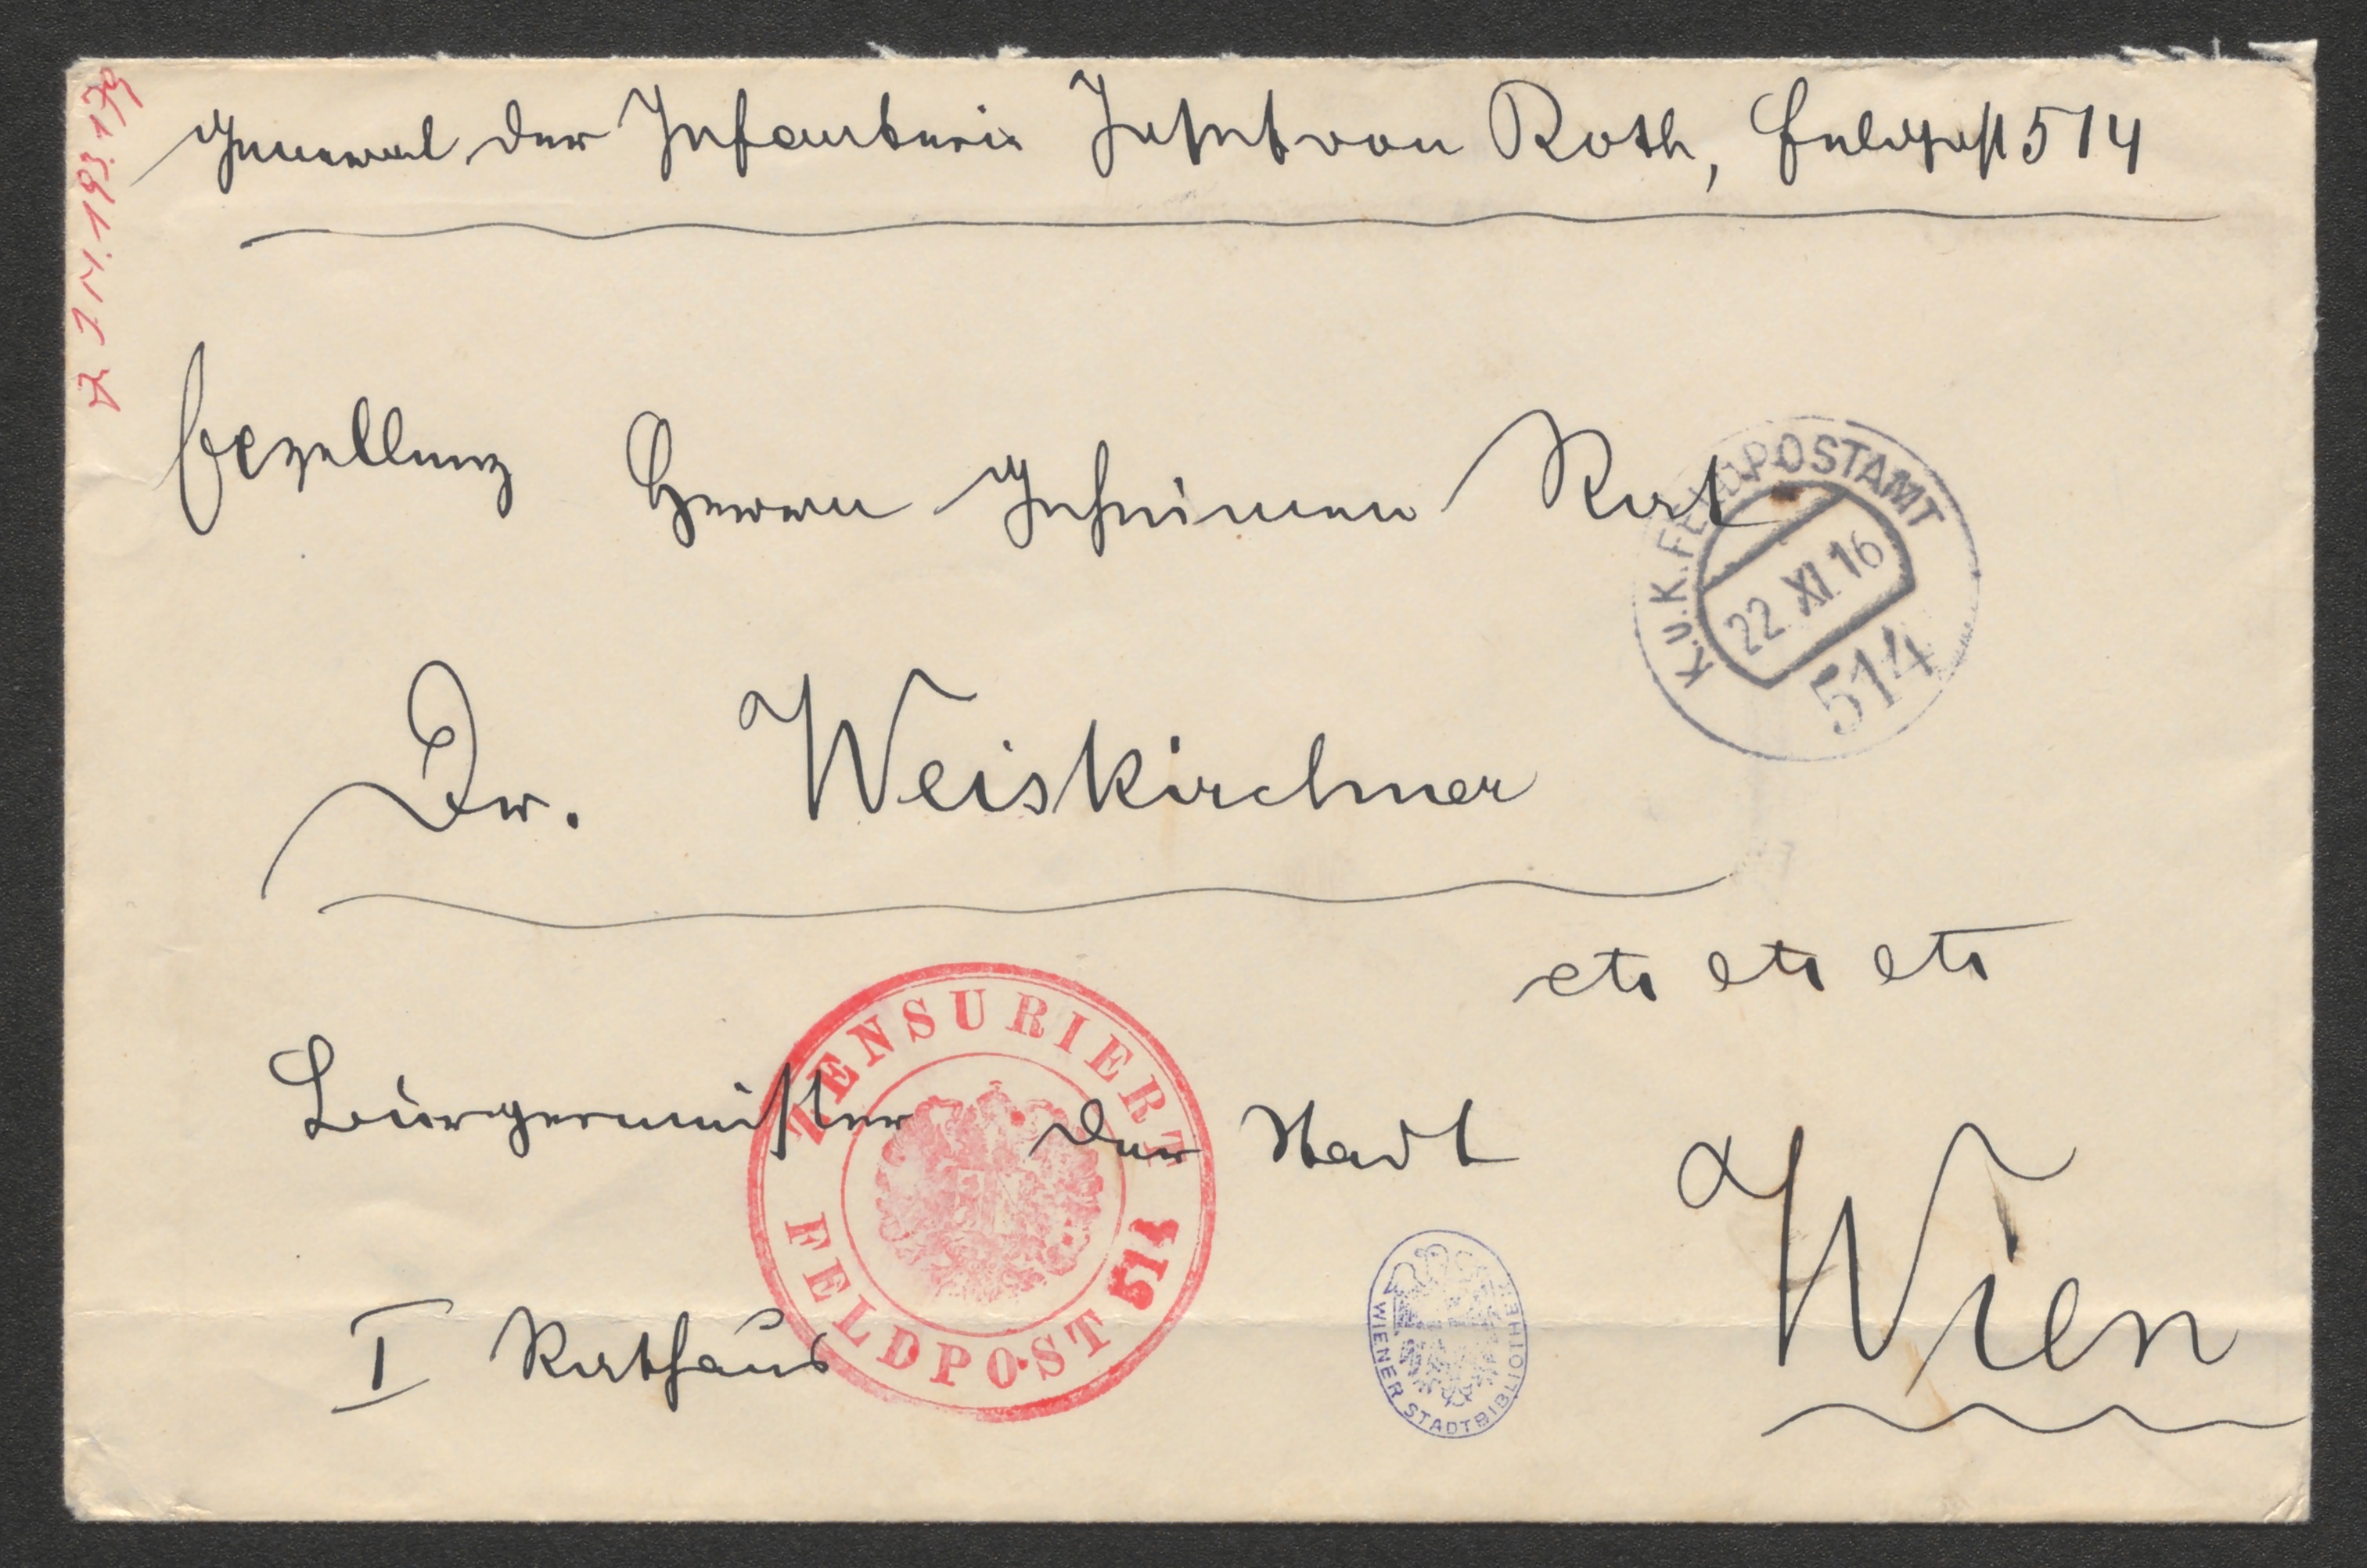 General der Infanterie Josef von Roth, Feldpost 514
Exzellenz Herrn Geheimen Rat
Dr. Weiskirchner
etc etc etc
Bürgermeister der Stadt Wien
I Rathaus
K.U.K. FELDPOSTAMT
22. XI. 16
514
ZENSURIERT
FELDPOST 514
WIENER STADTBIBLIOTHEK